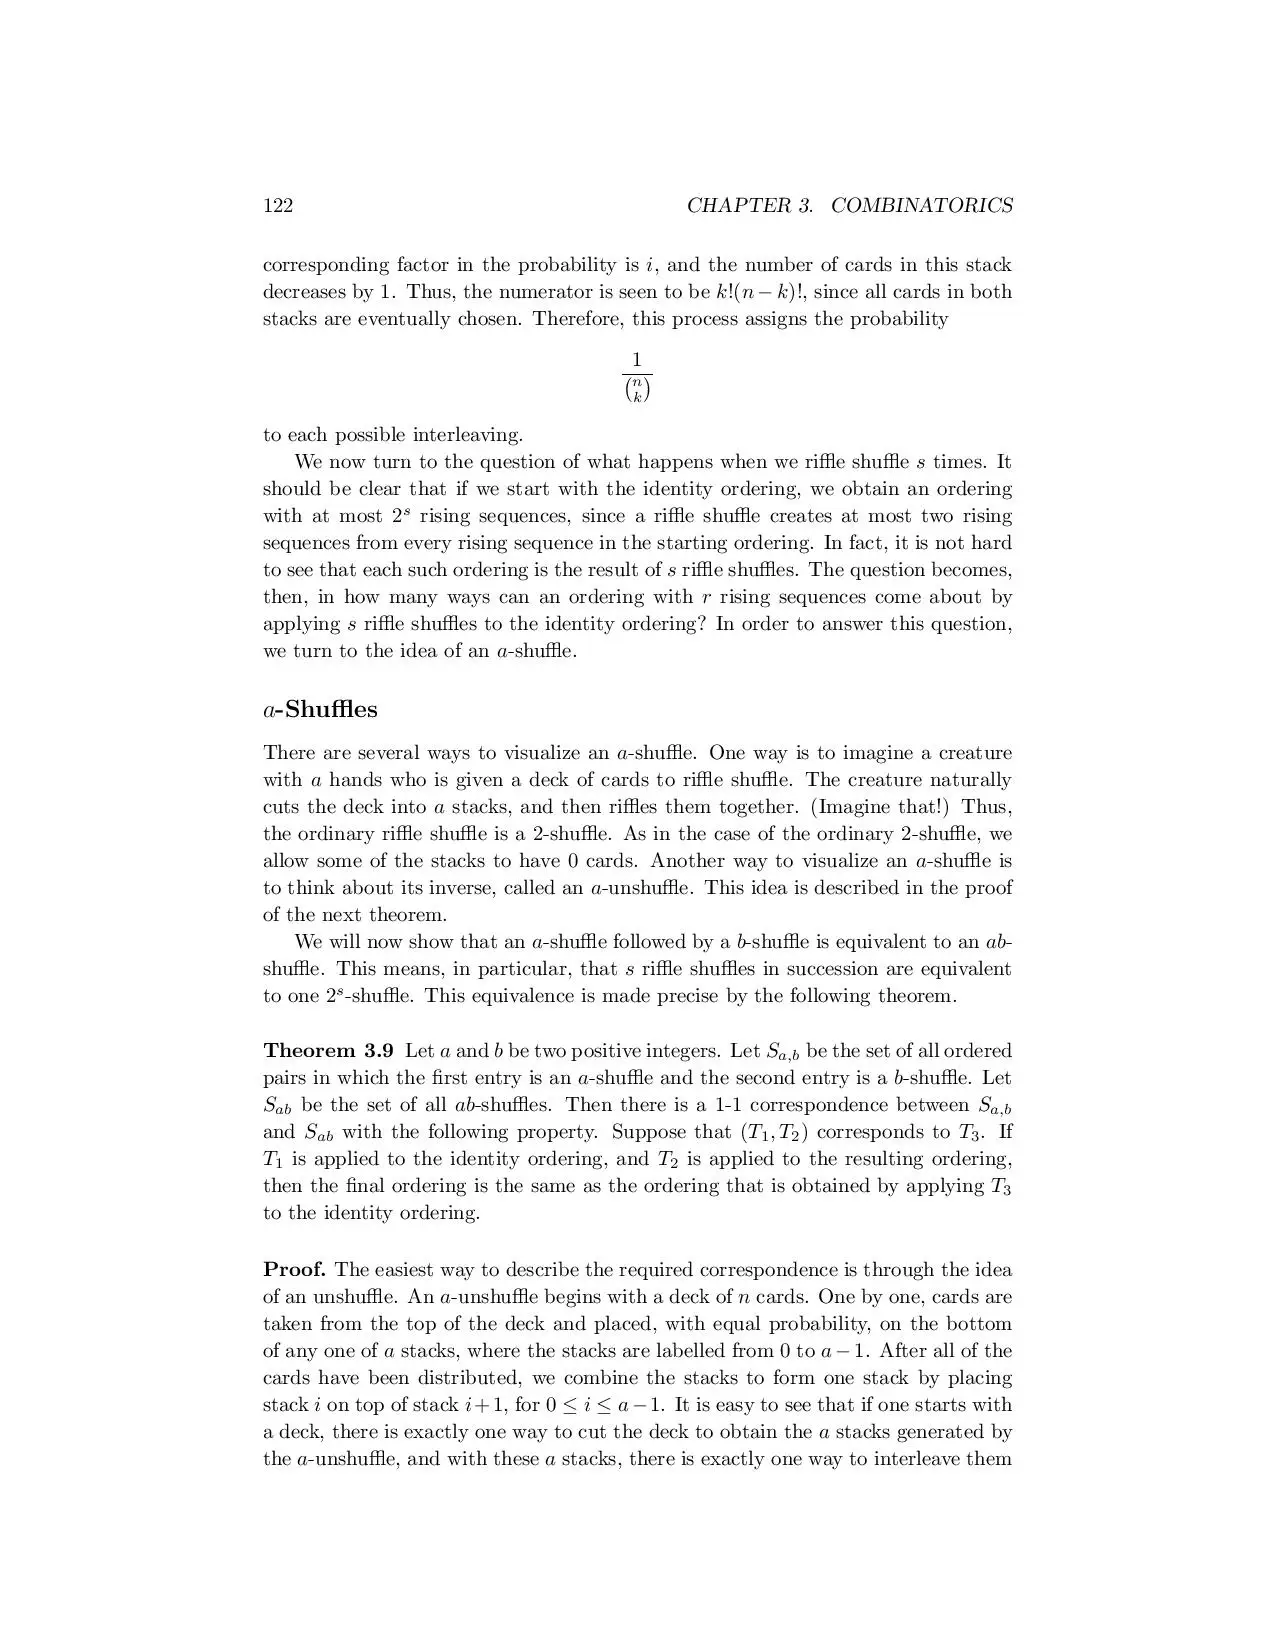 122 CHAPTER 3. COMBINATORICS
corresponding factor in the probability is i, and the number of cards in this stack
decreases by 1. Thus, the numerator is seen to be k!(n − k)!, since all cards in both
stacks are eventually chosen. Therefore, this process assigns the probability
1
(n
k)
to each possible interleaving.
We now turn to the question of what happens when we riffle shuffle s times. It
should be clear that if we start with the identity ordering, we obtain an ordering
with at most 2^s rising sequences, since a riffle shuffle creates at most two rising
sequences from every rising sequence in the starting ordering. In fact, it is not hard
to see that each such ordering is the result of s riffle shuffles. The question becomes,
then, in how many ways can an ordering with r rising sequences come about by
applying s riffle shuffles to the identity ordering? In order to answer this question,
we turn to the idea of an a-shuffle.
a-Shuffles
There are several ways to visualize an a-shuffle. One way is to imagine a creature
with a hands who is given a deck of cards to riffle shuffle. The creature naturally
cuts the deck into a stacks, and then riffles them together. (Imagine that!) Thus,
the ordinary riffle shuffle is a 2-shuffle. As in the case of the ordinary 2-shuffle, we
allow some of the stacks to have 0 cards. Another way to visualize an a-shuffle is
to think about its inverse, called an a-unshuffle. This idea is described in the proof
of the next theorem.
We will now show that an a-shuffle followed by a b-shuffle is equivalent to an ab-
shuffle. This means, in particular, that s riffle shuffles in succession are equivalent
to one 2^s-shuffle. This equivalence is made precise by the following theorem.
Theorem 3.9 Let a and b be two positive integers. Let S_{a,b} be the set of all ordered
pairs in which the first entry is an a-shuffle and the second entry is a b-shuffle. Let
S_{ab} be the set of all ab-shuffles. Then there is a 1-1 correspondence between S_{a,b}
and S_{ab} with the following property. Suppose that (T_1, T_2) corresponds to T_3. If
T_1 is applied to the identity ordering, and T_2 is applied to the resulting ordering,
then the final ordering is the same as the ordering that is obtained by applying T_3
to the identity ordering.
Proof. The easiest way to describe the required correspondence is through the idea
of an unshuffle. An a-unshuffle begins with a deck of n cards. One by one, cards are
taken from the top of the deck and placed, with equal probability, on the bottom
of any one of a stacks, where the stacks are labelled from 0 to a − 1. After all of the
cards have been distributed, we combine the stacks to form one stack by placing
stack i on top of stack i + 1, for 0 ≤ i ≤ a − 1. It is easy to see that if one starts with
a deck, there is exactly one way to cut the deck to obtain the a stacks generated by
the a-unshuffle, and with these a stacks, there is exactly one way to interleave them